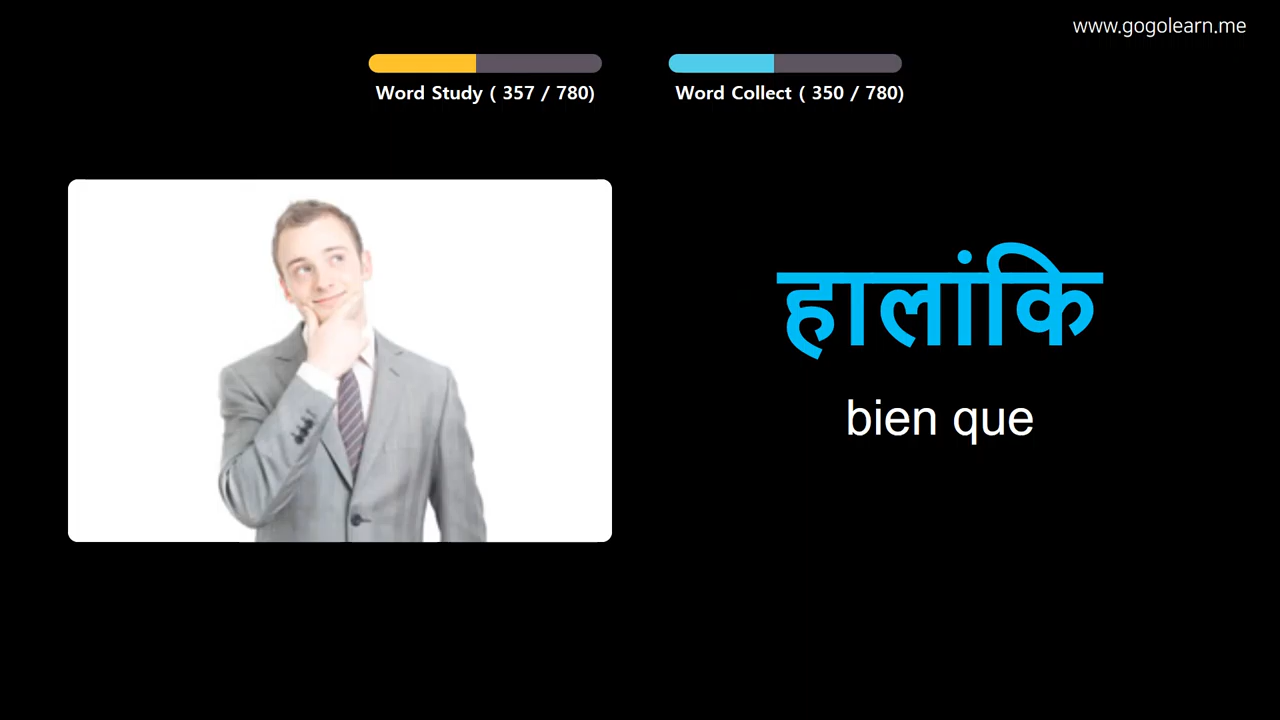 www.gogolearn.me
Word Study ( 357 / 780)
Word Collect ( 350 / 780)
हालांकि
bien que